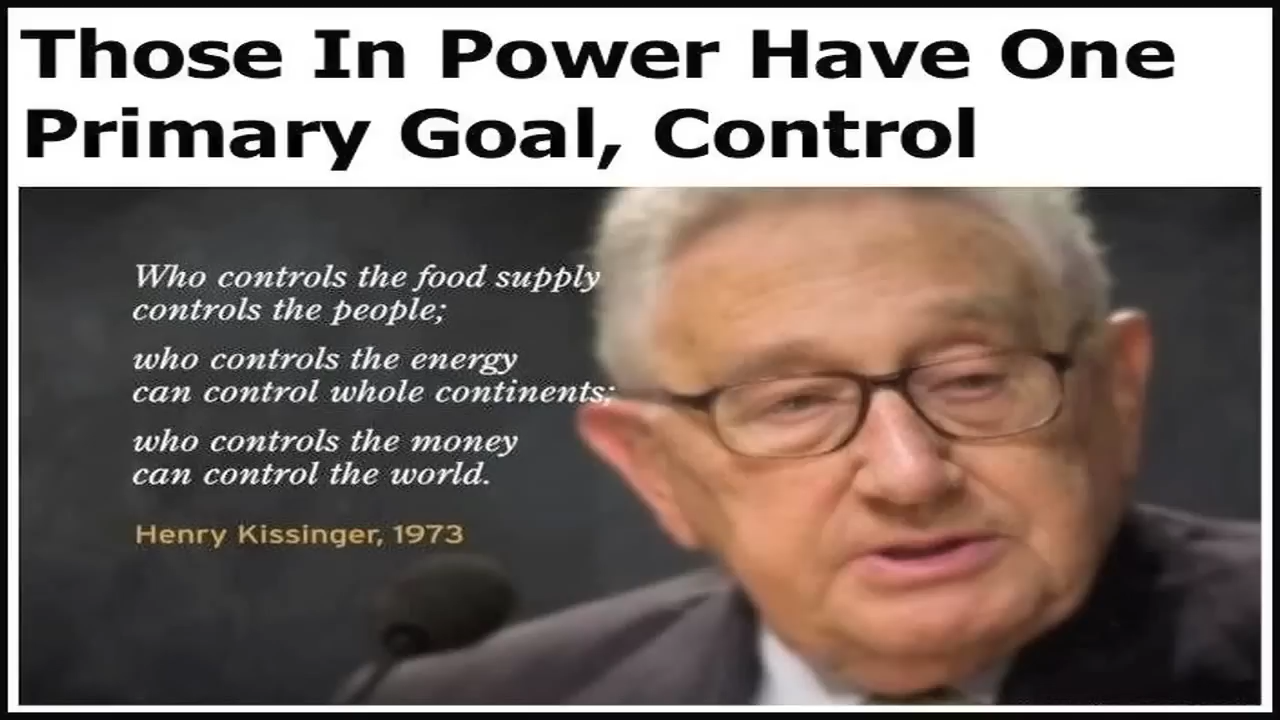 Those In Power Have One
Primary Goal, Control
Who controls the food supply
controls the people;
who controls the energy
can control whole continents;
who controls the money
can control the world.
Henry Kissinger, 1973